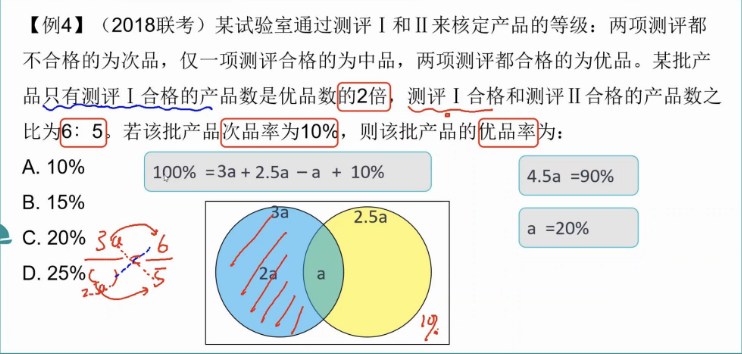 【例4】（2018联考）某试验室通过测评Ⅰ和Ⅱ来核定产品的等级：两项测评都
不合格的为次品，仅一项测评合格的为中品，两项测评都合格的为优品。某批产
品只有测评Ⅰ合格的产品数是优品数的2倍，测评Ⅰ合格和测评Ⅱ合格的产品数之
比为6：5。若该批产品次品率为10%，则该批产品的优品率为：
A. 10%
100% =3a + 2.5a － a + 10%
4.5a =90%
B. 15%
3a
2.5a
a =20%
C. 20%
3a
6
D. 25%
2a
a
5
2.5a
10%